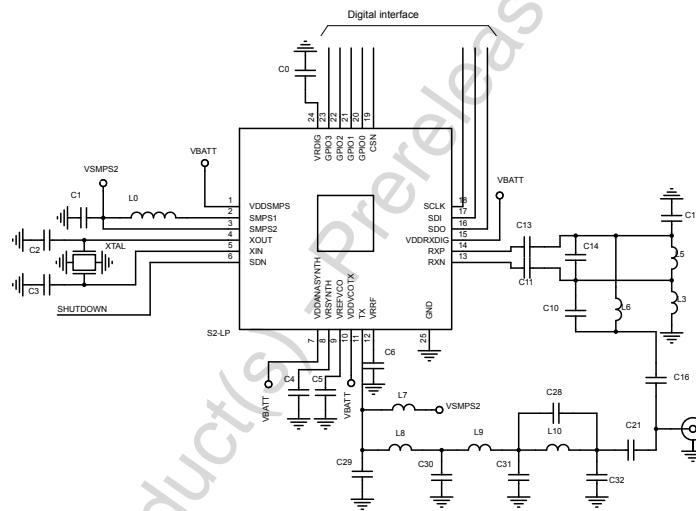 Digital interface
C0
24 23 22 21 20 19
VRDIG GPIO3 GPIO2 GPIO1 GPIO0 CSN
VBATT
VSMPS2
C1
L0
1 VDDSMPS
2 SMPS1
3 SMPS2
4 XOUT
5 XIN
6 SDN
C2
XTAL
C3
SHUTDOWN
S2-LP
SCLK 18
SDI 17
SDO 16
VDDRXDIG 15
RXP 14
RXN 13
VBATT
C13
C11
C14
C10
L6
C1
L5
L3
C16
VDDANASYNTH VRSYNTH VREFVCO VDDVCOTX TX VRRF GND
7 8 9 10 11 12 25
VBATT
C4
C5
VBATT
C6
L7
VSMPS2
C28
L8
L9
L10
C21
C29
C30
C31
C32
duct(s) - Prereleas